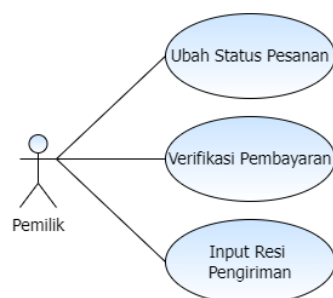 Ubah Status Pesanan
Verifikasi Pembayaran
Pemilik
Input Resi
Pengiriman